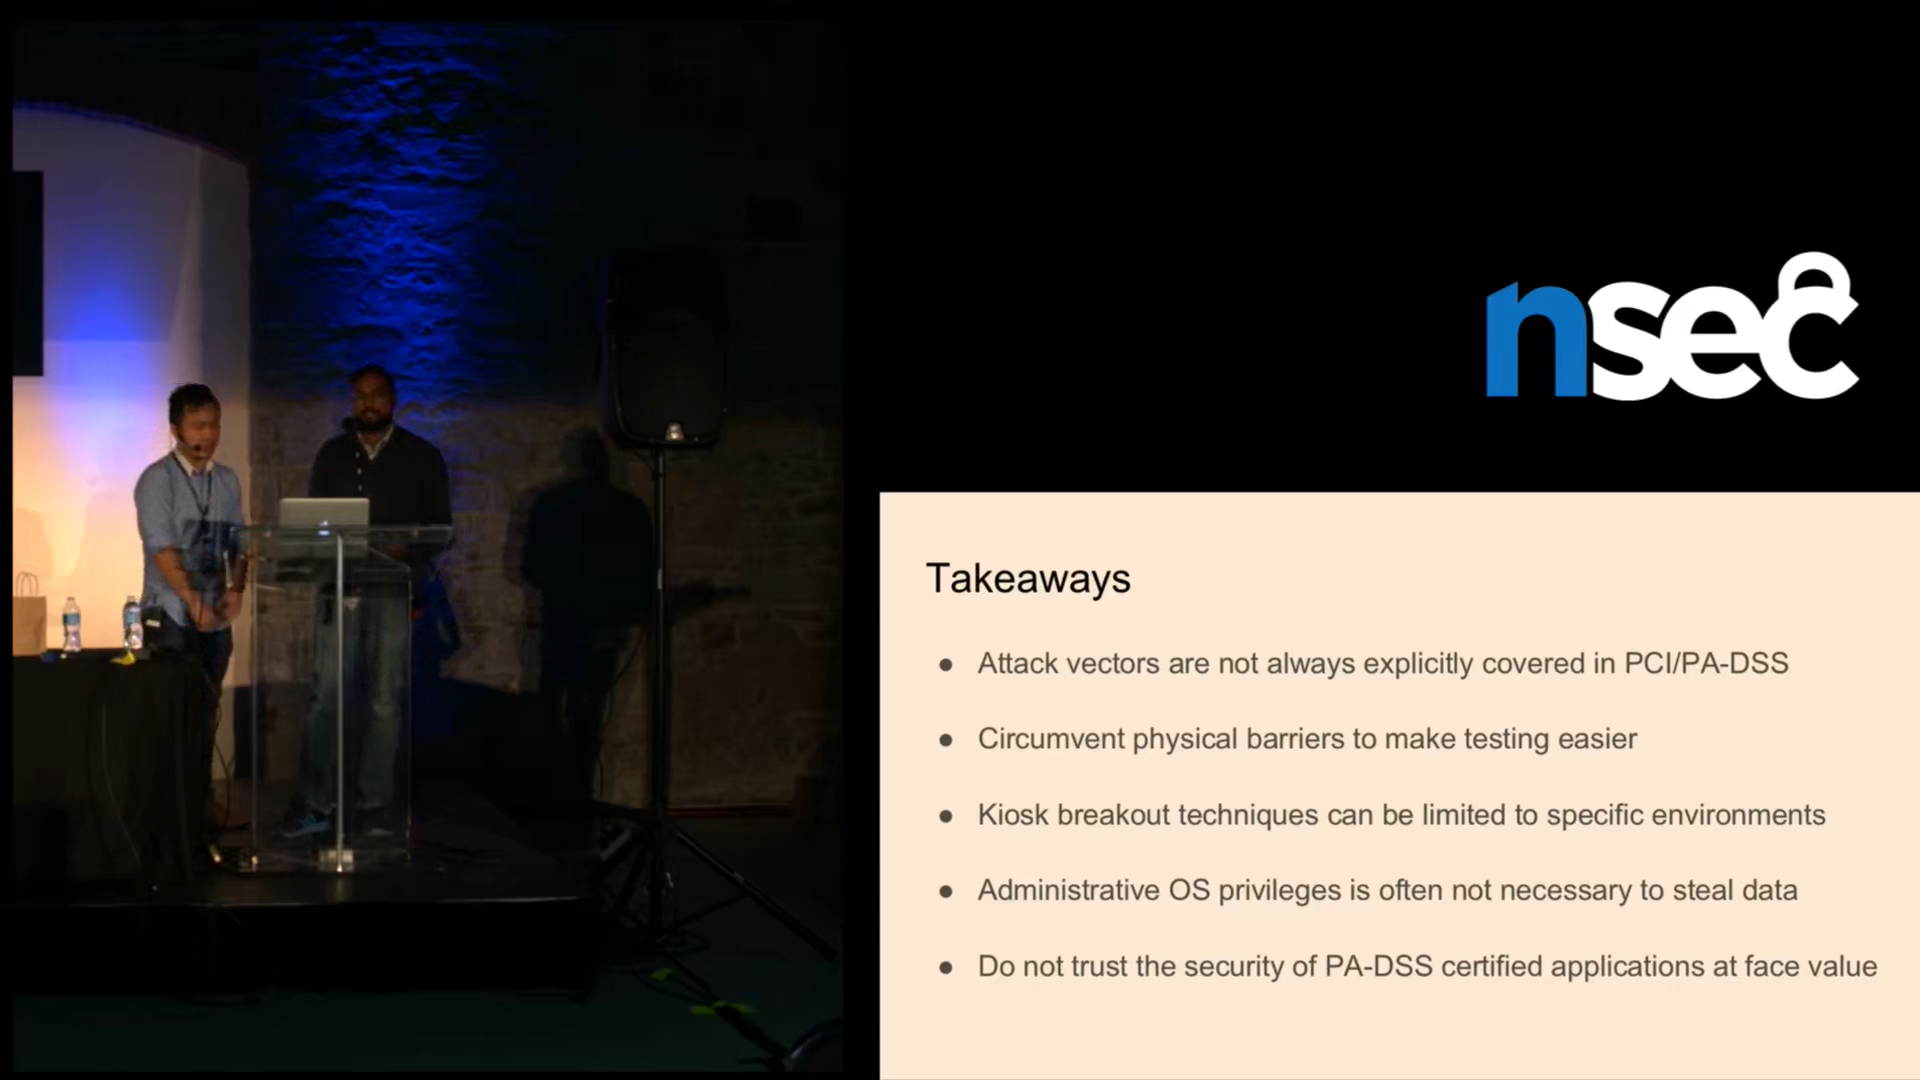 nsec
Takeaways
● Attack vectors are not always explicitly covered in PCI/PA-DSS
● Circumvent physical barriers to make testing easier
● Kiosk breakout techniques can be limited to specific environments
● Administrative OS privileges is often not necessary to steal data
● Do not trust the security of PA-DSS certified applications at face value